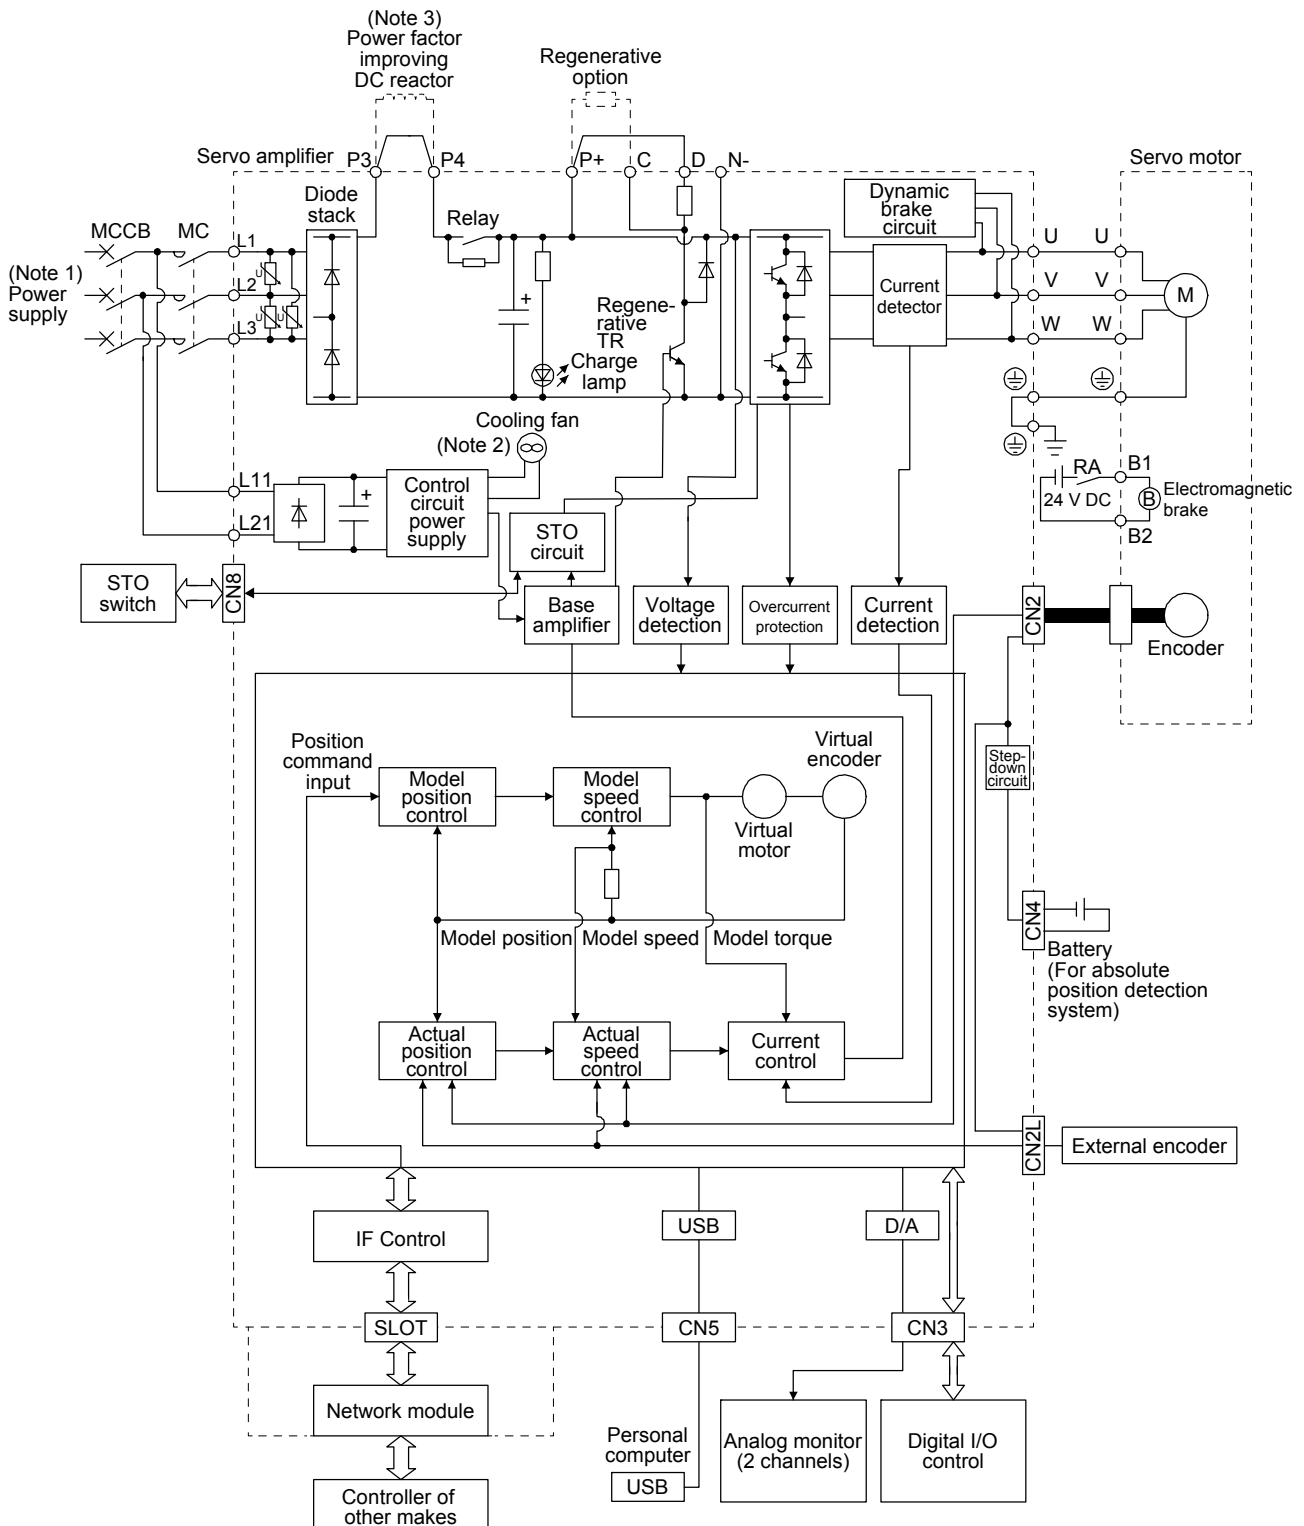 (Note 3)
Power factor
improving
DC reactor
Regenerative
option
Servo amplifier
P3
P4
P+
C
D
N-
Servo motor
Diode
stack
Relay
Dynamic
brake
circuit
MCCB
MC
L1
U
U
(Note 1)
Power
supply
U
L2
+
Regene-
rative
TR
Current
detector
V
V
M
U
U
L3
W
W
Charge
lamp
Cooling fan
(Note 2)
L11
+
Control
circuit
power
supply
RA
B1
24 V DC
B
Electromagnetic
brake
L21
STO
circuit
B2
STO
switch
CN8
Base
amplifier
Voltage
detection
Overcurrent
protection
Current
detection
CN2
Encoder
Position
command
input
Virtual
encoder
Model
position
control
Model
speed
control
Step-
down
circuit
Virtual
motor
CN4
Model position
Model speed
Model torque
Battery
(For absolute
position detection
system)
Actual
position
control
Actual
speed
control
Current
control
CN2L
External encoder
IF Control
USB
D/A
SLOT
CN5
CN3
Network module
Personal
computer
USB
Analog monitor
(2 channels)
Digital I/O
control
Controller of
other makes